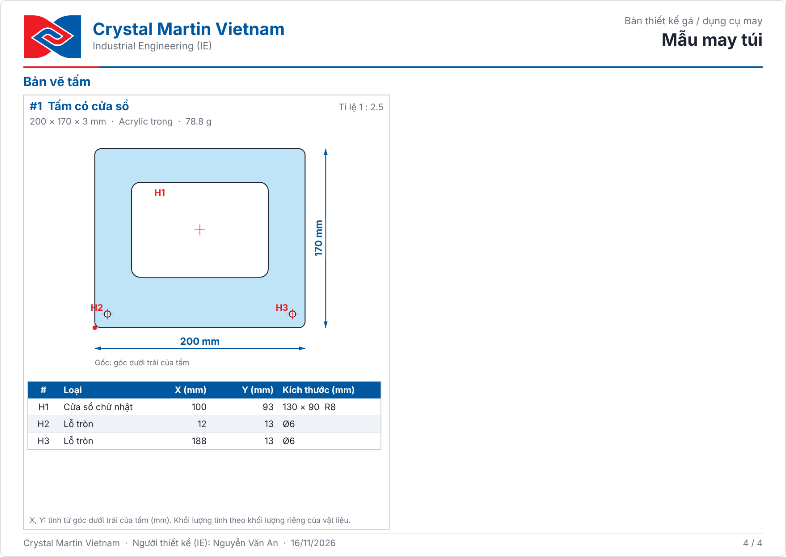 Crystal Martin Vietnam
Industrial Engineering (IE)
Bản thiết kế gá / dụng cụ may
Mẫu may túi
Bản vẽ tấm
#1 Tấm có cửa sổ
Tỉ lệ 1 : 2.5
200 × 170 × 3 mm · Acrylic trong · 78.8 g
H1
170 mm
H2
H3
200 mm
Gốc: góc dưới trái của tấm
# Loại X (mm) Y (mm) Kích thước (mm)
H1 Cửa sổ chữ nhật 100 93 130 × 90 R8
H2 Lỗ tròn 12 13 Ø6
H3 Lỗ tròn 188 13 Ø6
X, Y: tính từ góc dưới trái của tấm (mm). Khối lượng tính theo khối lượng riêng của vật liệu.
Crystal Martin Vietnam · Người thiết kế (IE): Nguyễn Văn An · 16/11/2026
4 / 4